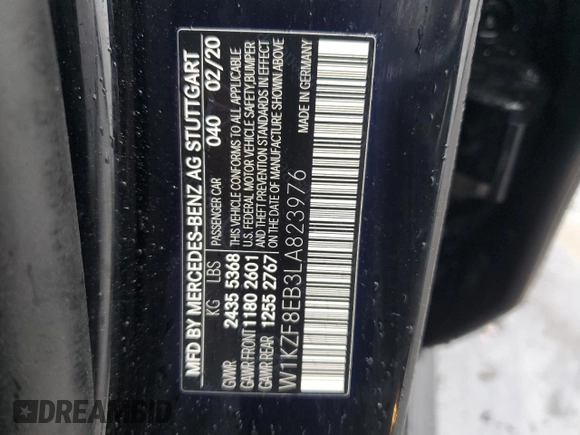 MFD BY MERCEDES-BENZ AG STUTTGART
KG LBS PASSENGER CAR 040 02/20
GVWR 2435 5368 THIS VEHICLE CONFORMS TO ALL APPLICABLE
GAWR FRONT 1180 2601 U.S. FEDERAL MOTOR VEHICLE SAFETY, BUMPER
GAWR REAR 1255 2767 AND THEFT PREVENTION STANDARDS IN EFFECT
ON THE DATE OF MANUFACTURE SHOWN ABOVE
W1KZF8EB3LA823976 MADE IN GERMANY
DREAMBID